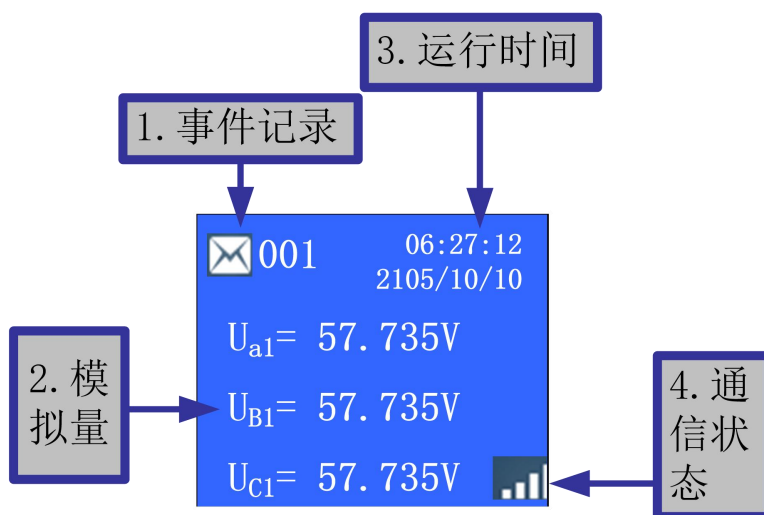 3. 运行时间
1. 事件记录
001
06:27:12
2105/10/10
Ua1= 57.735V
2. 模
拟量
UB1= 57.735V
4. 通
信状
态
UC1= 57.735V